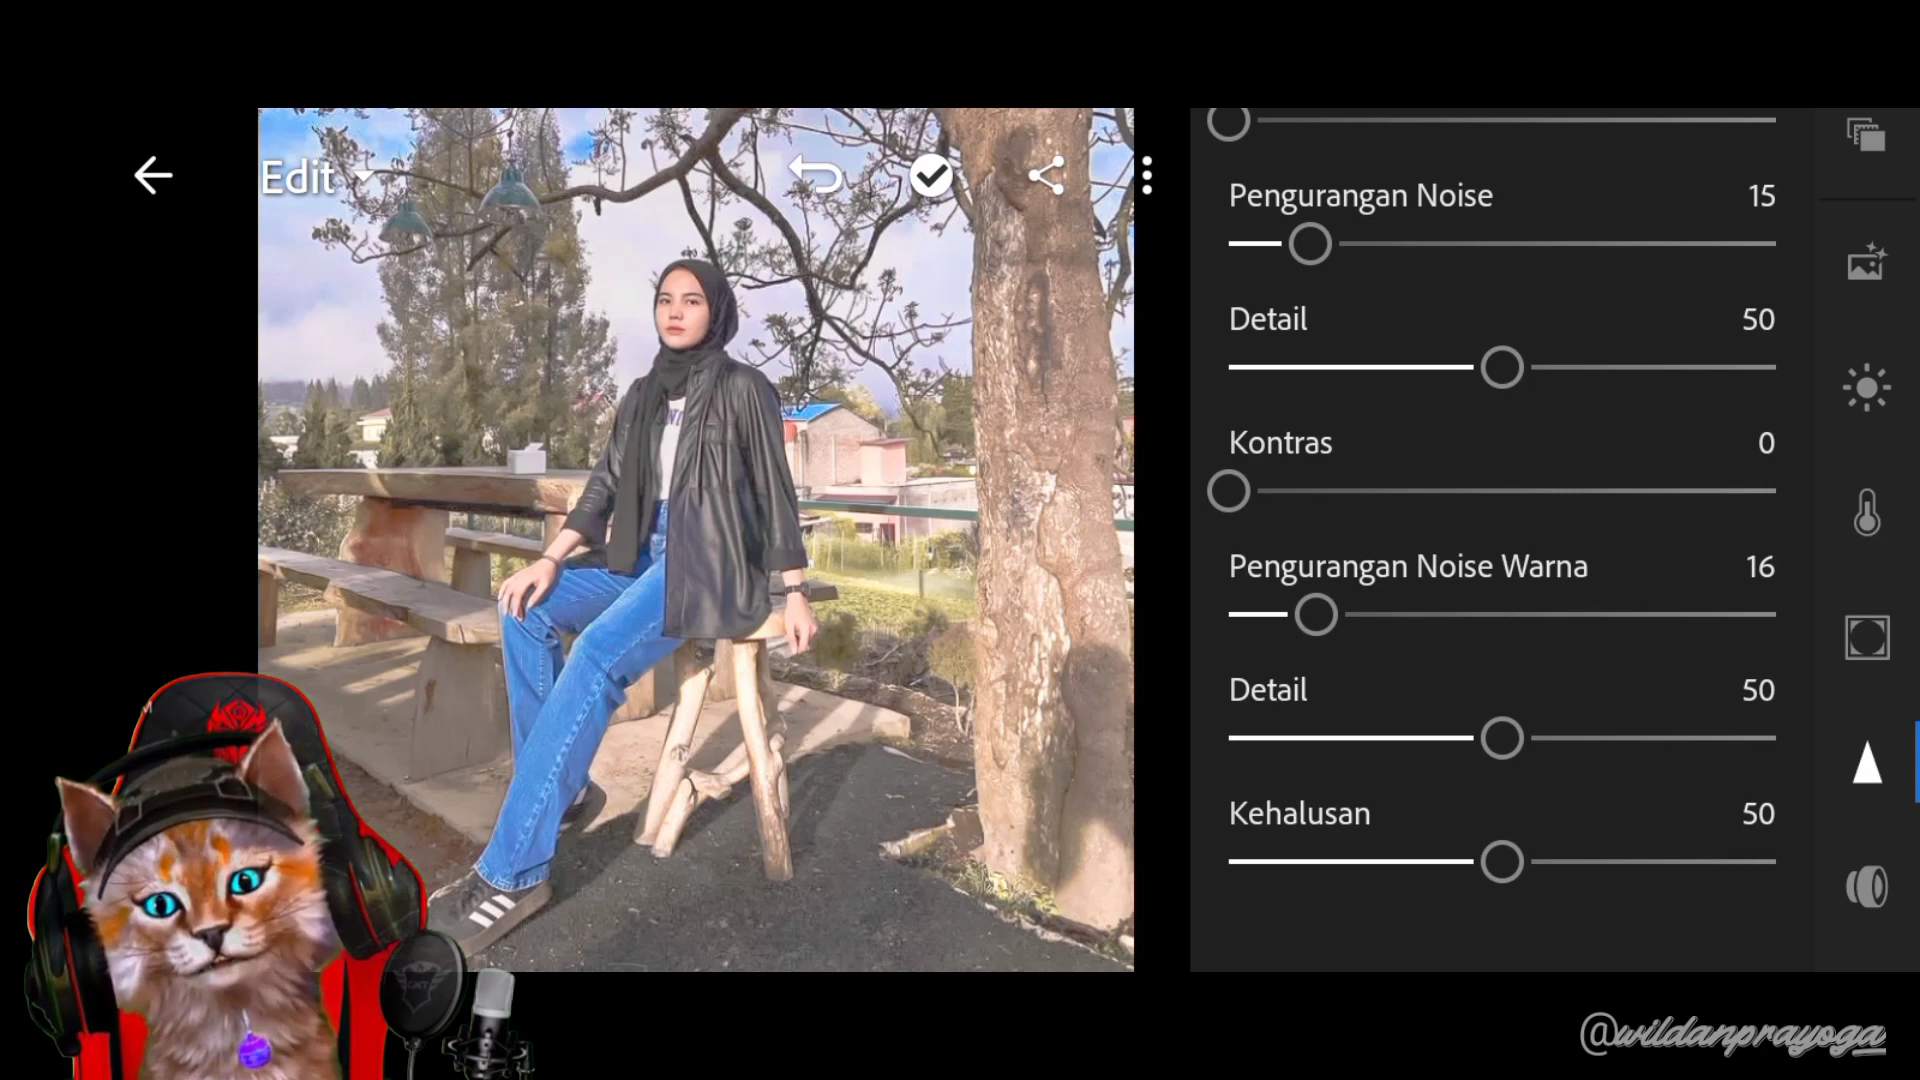 Edit
Pengurangan Noise 15
Detail 50
Kontras 0
Pengurangan Noise Warna 16
Detail 50
Kehalusan 50
@wildanprayoga